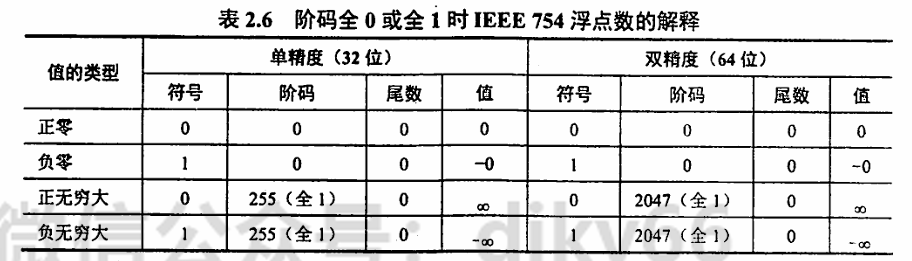 表 2.6 阶码全 0 或全 1 时 IEEE 754 浮点数的解释
值的类型 单精度（32 位） 双精度（64 位）
符号 阶码 尾数 值 符号 阶码 尾数 值
正零 0 0 0 0 0 0 0 0
负零 1 0 0 −0 1 0 0 −0
正无穷大 0 255（全 1） 0 ∞ 0 2047（全 1） 0 ∞
负无穷大 1 255（全 1） 0 −∞ 1 2047（全 1） 0 −∞
微信公众号：djky66